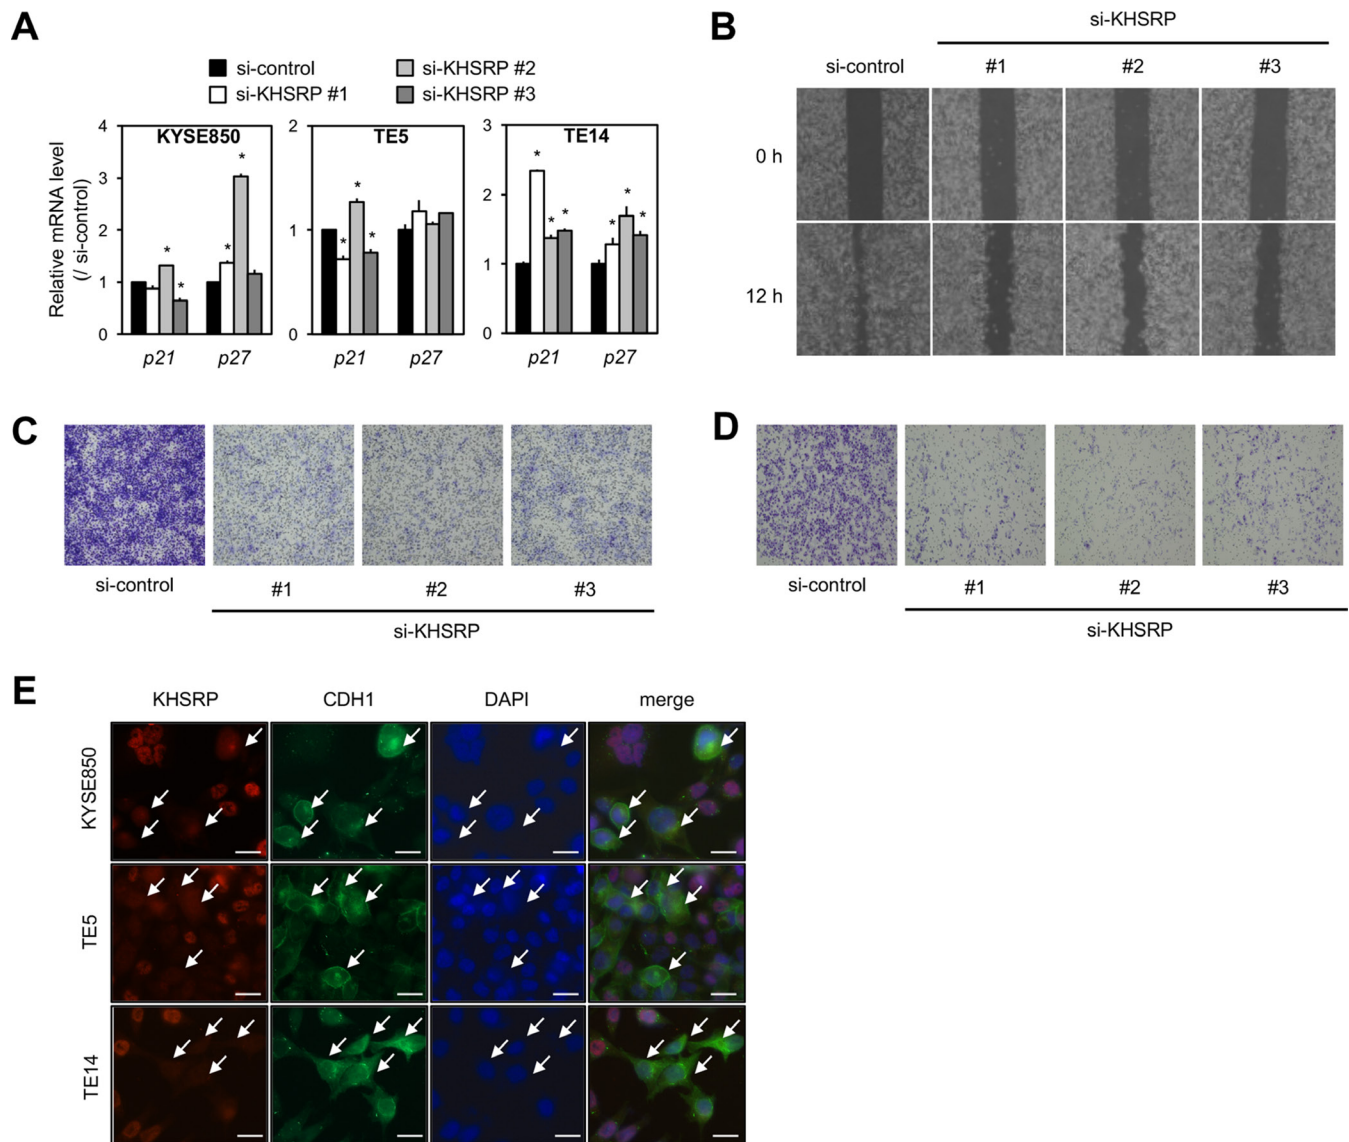 A
si-control
si-KHSRP #1
si-KHSRP #2
si-KHSRP #3
Relative mRNA level
(/ si-control)
KYSE850
4
3
2
1
0
* * * *
p21
p27
TE5
2
1
0
* * *
p21
p27
TE14
3
2
1
0
* * * * * *
p21
p27
B
si-KHSRP
si-control
#1
#2
#3
0 h
12 h
C
si-control
#1
#2
#3
si-KHSRP
D
si-control
#1
#2
#3
si-KHSRP
E
KHSRP
CDH1
DAPI
merge
KYSE850
TE5
TE14